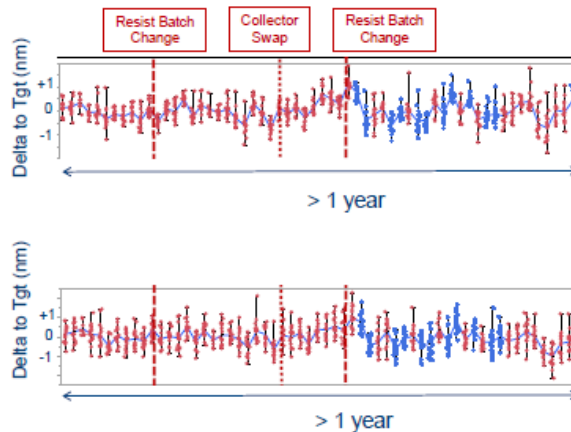 Resist Batch
Change
Collector
Swap
Resist Batch
Change
Delta to Tgt (nm)
+1
0
-1
> 1 year
Delta to Tgt (nm)
+1
0
-1
> 1 year